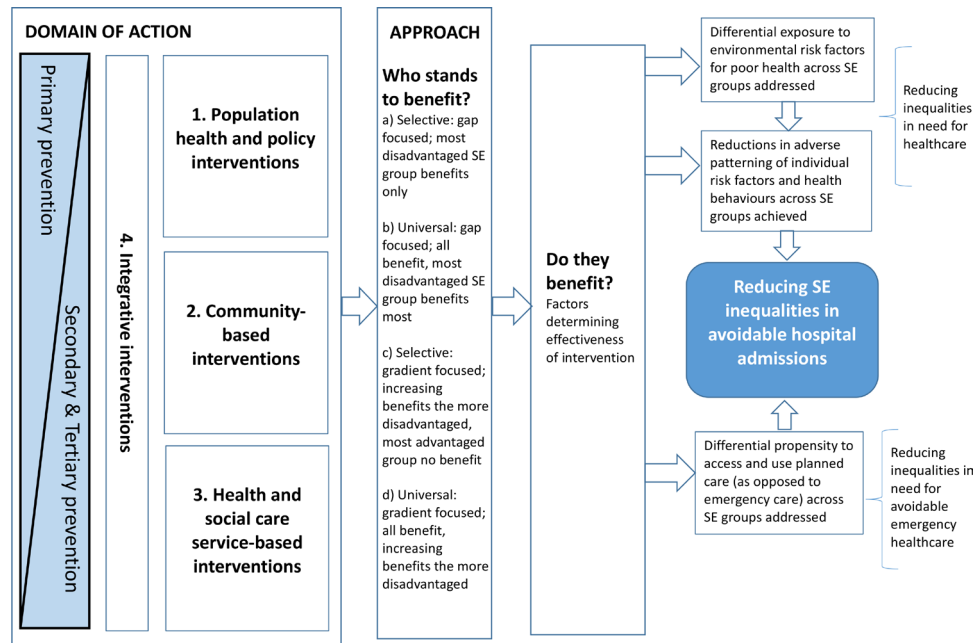 DOMAIN OF ACTION
Primary prevention
Secondary & Tertiary prevention
4. Integrative interventions
1. Population
health and policy
interventions
2. Community-
based
interventions
3. Health and
social care
service-based
interventions
APPROACH
Who stands
to benefit?
a) Selective: gap
focused; most
disadvantaged SE
group benefits
only
b) Universal: gap
focused; all
benefit, most
disadvantaged SE
group benefits
most
c) Selective:
gradient focused;
increasing
benefits the more
disadvantaged,
most advantaged
group no benefit
d) Universal:
gradient focused;
all benefit,
increasing
benefits the more
disadvantaged
Do they
benefit?
Factors
determining
effectiveness
of intervention
Differential exposure to
environmental risk factors
for poor health across SE
groups addressed
Reductions in adverse
patterning of individual
risk factors and health
behaviours across SE
groups achieved
Reducing
inequalities
in need for
healthcare
Reducing SE
inequalities in
avoidable hospital
admissions
Differential propensity to
access and use planned
care (as opposed to
emergency care) across
SE groups addressed
Reducing
inequalities in
need for
avoidable
emergency
healthcare